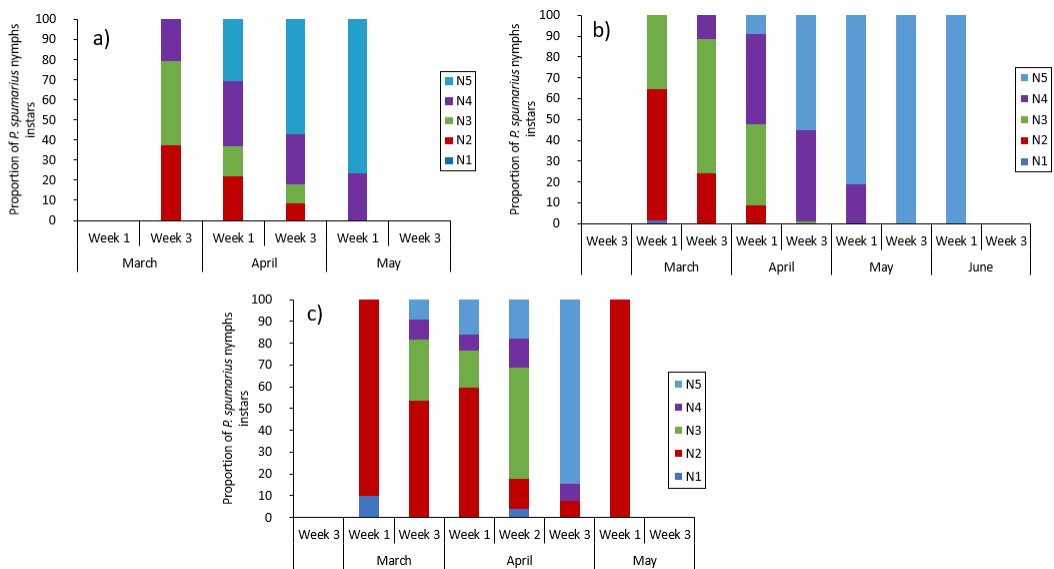 a)
Proportion of P. spumarius nymphs
instars
100
90
80
70
60
50
40
30
20
10
0
Week 1 Week 3 Week 1 Week 3 Week 1 Week 3
March April May
N5
N4
N3
N2
N1
b)
Proportion of P. spumarius nymphs
instars
100
90
80
70
60
50
40
30
20
10
0
Week 3 Week 1 Week 3 Week 1 Week 3 Week 1 Week 3 Week 1 Week 3
March April May June
N5
N4
N3
N2
N1
c)
Proportion of P. spumarius nymphs
instars
100
90
80
70
60
50
40
30
20
10
0
Week 3 Week 1 Week 3 Week 1 Week 2 Week 3 Week 1 Week 3
March April May
N5
N4
N3
N2
N1